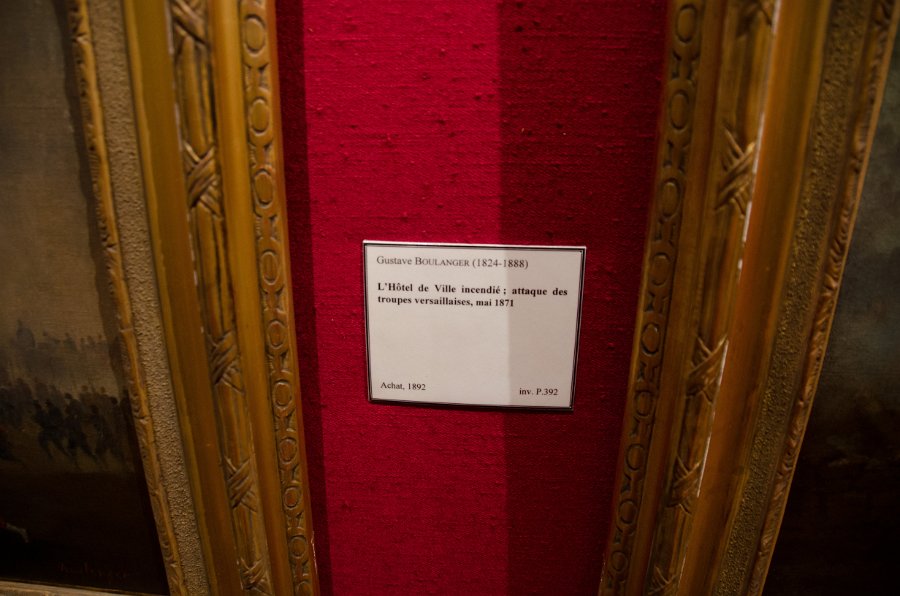 Gustave BOULANGER (1824-1888)
L'Hôtel de Ville incendié ; attaque des
troupes versaillaises, mai 1871
Achat, 1892
inv. P.392